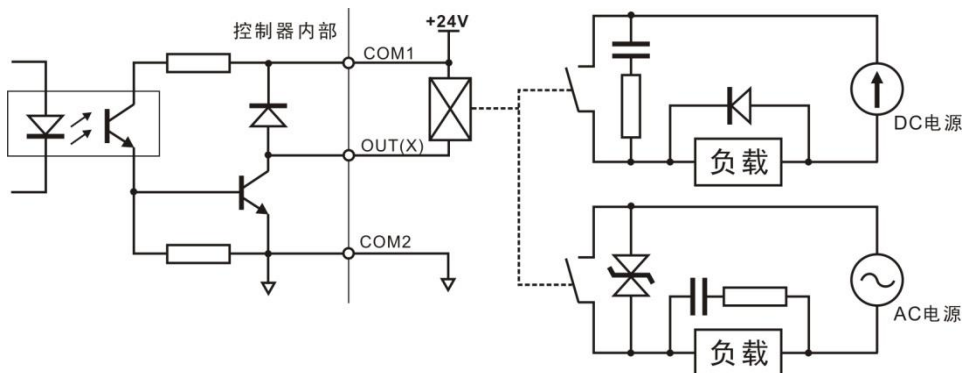 控制器内部
+24V
COM1
OUT(X)
COM2
DC电源
负载
AC电源
负载